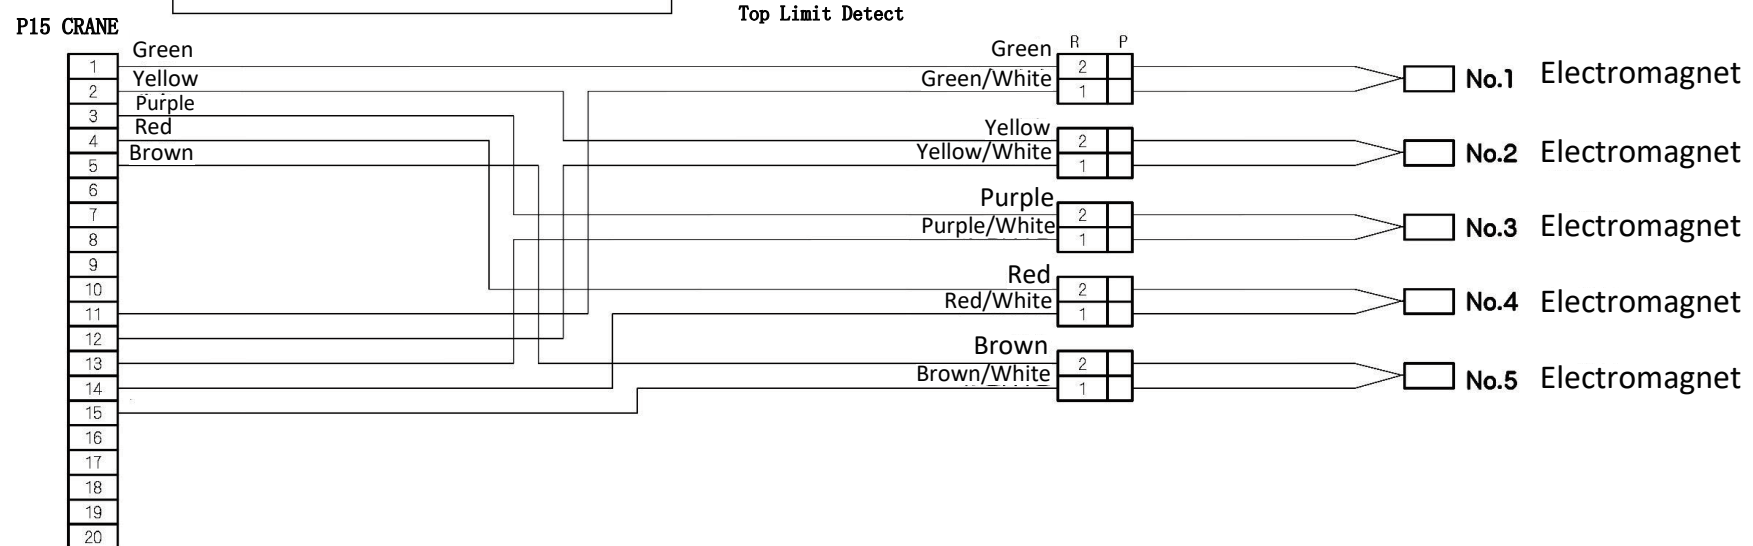 Top Limit Detect
P15 CRANE
R P
1 Green Green 2
Green/White 1
No.1 Electromagnet
2 Yellow
3 Purple
4 Red
5 Brown
Yellow 2
Yellow/White 1
No.2 Electromagnet
6
7
8
Purple 2
Purple/White 1
No.3 Electromagnet
9
10
11
Red 2
Red/White 1
No.4 Electromagnet
12
13
14
Brown 2
Brown/White 1
No.5 Electromagnet
15
16
17
18
19
20